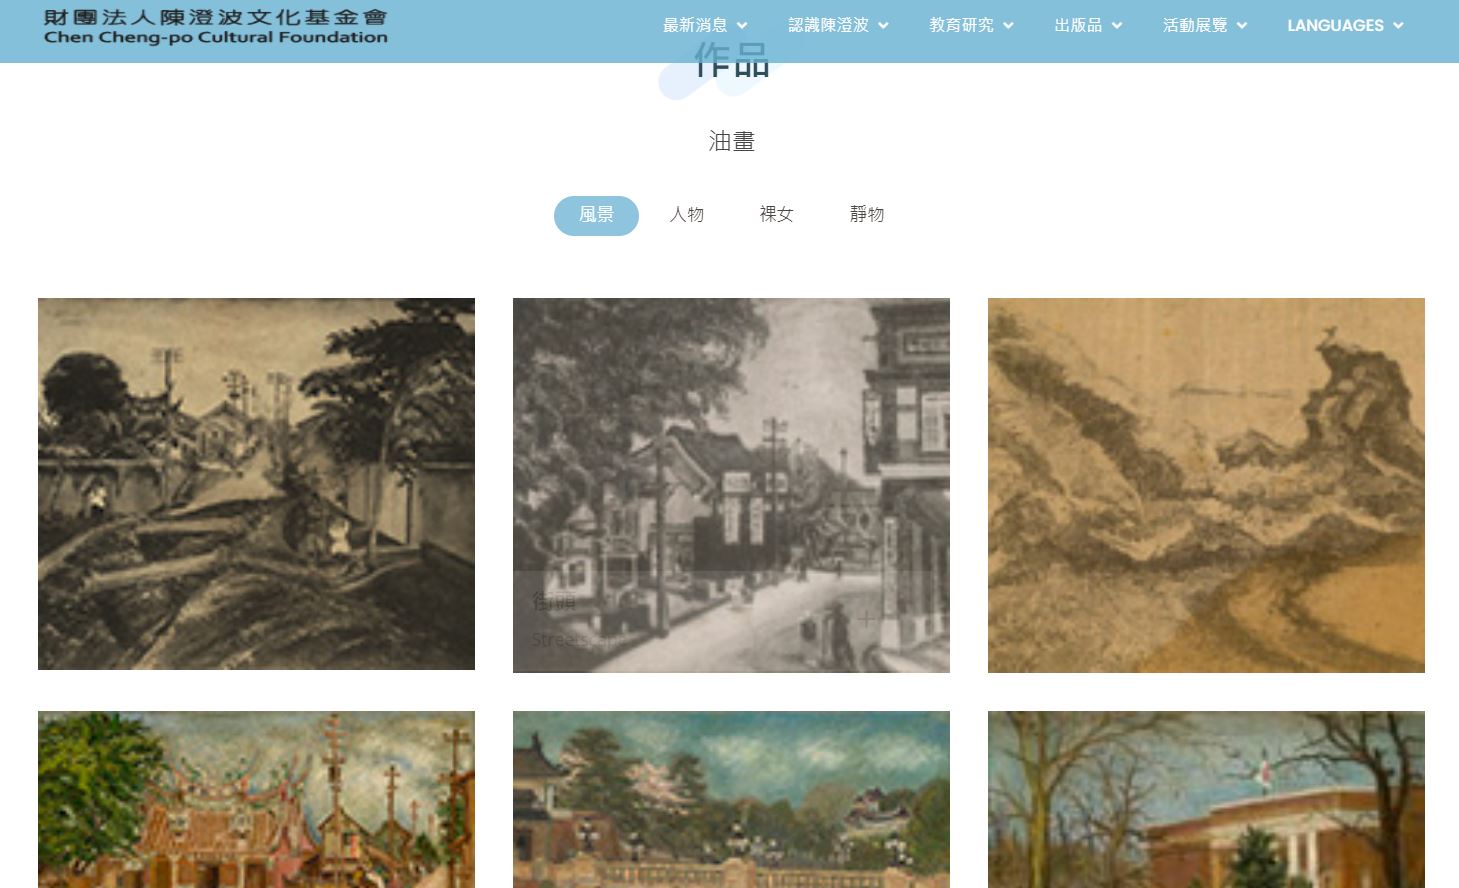 財團法人陳澄波文化基金會
Chen Cheng-po Cultural Foundation
最新消息 認識陳澄波 教育研究 出版品 活動展覽 LANGUAGES
作品
油畫
風景 人物 裸女 靜物
街頭
Streetscape